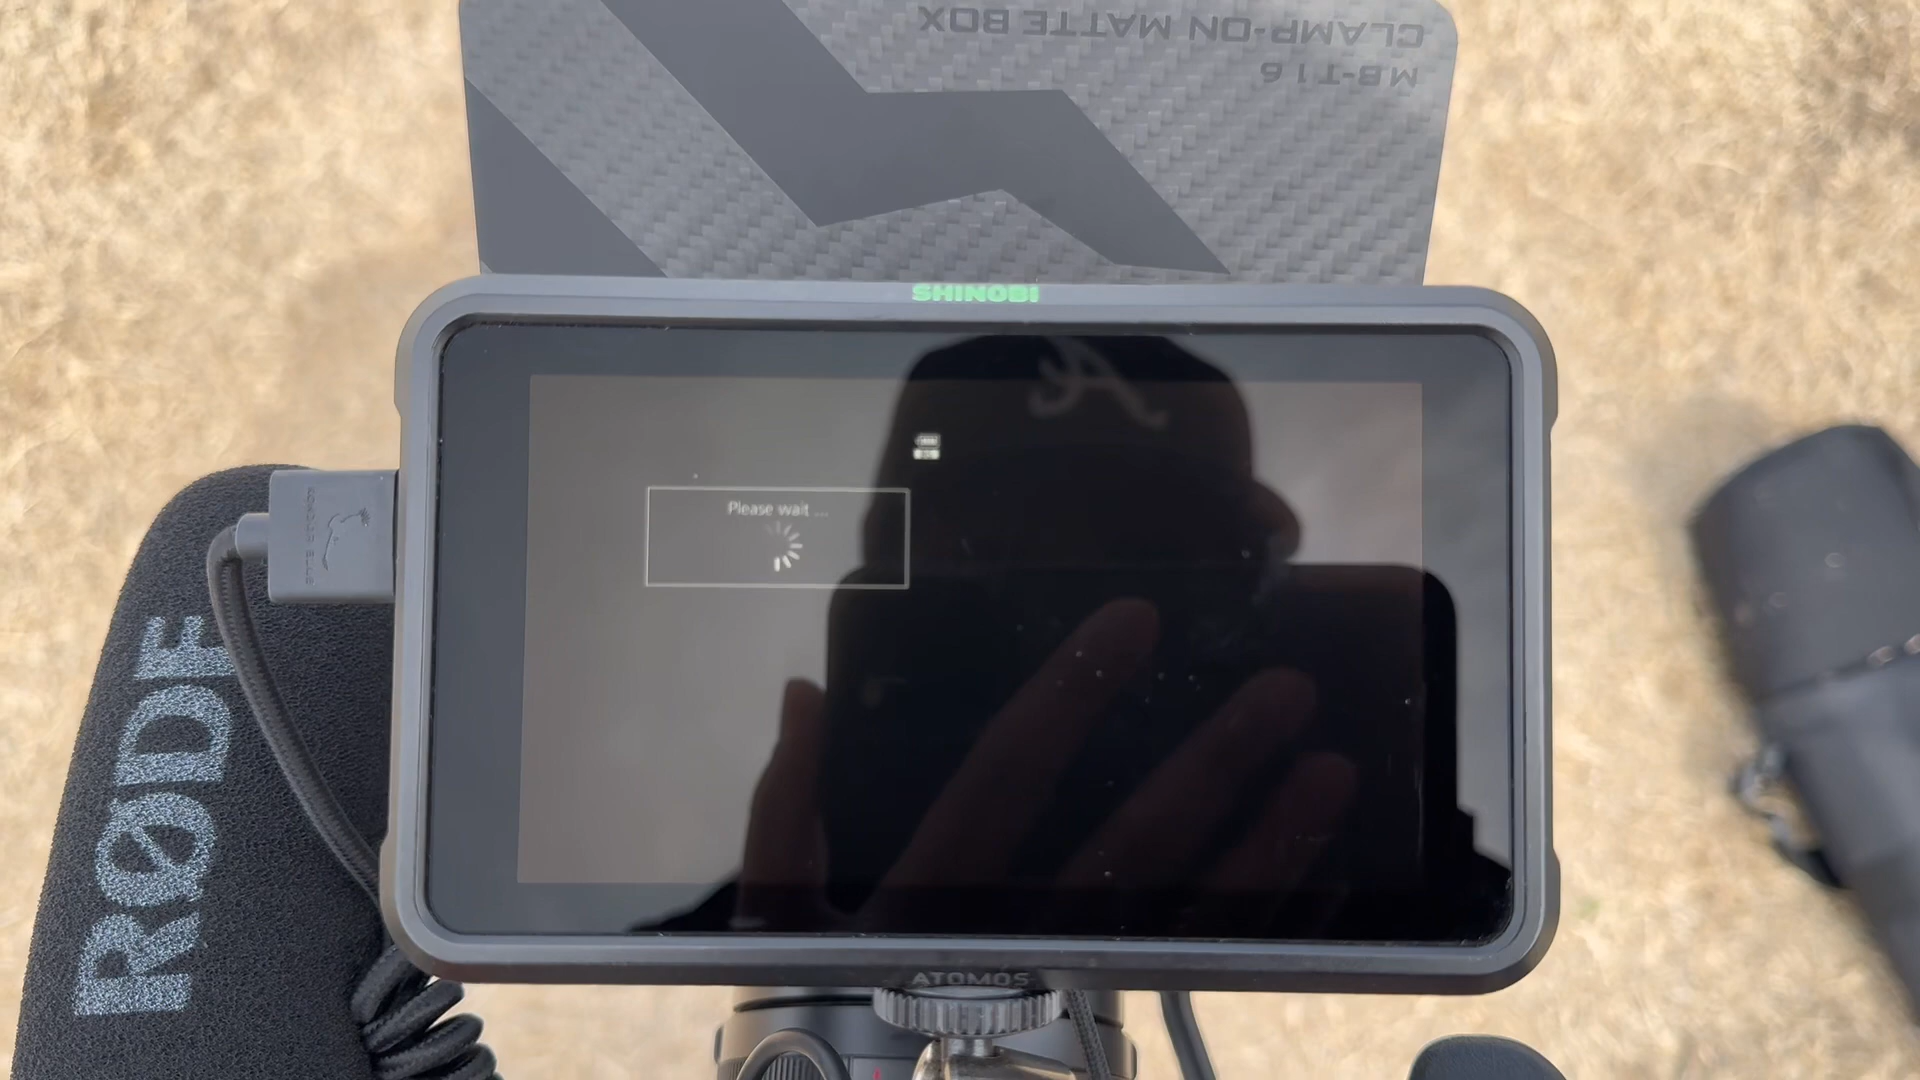 CLAMP-ON MATTE BOX
MB-T16
SHINOBI
Please wait ...
RØDE
ATOMOS